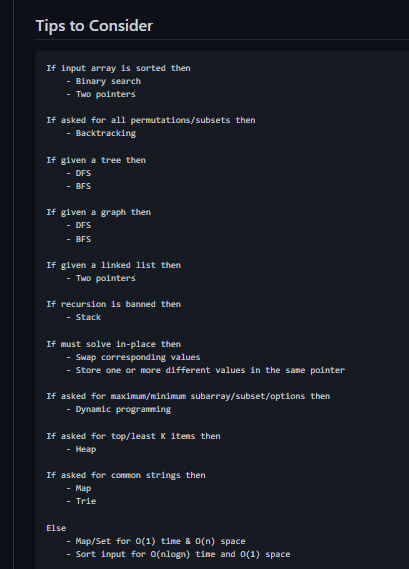 Tips to Consider
If input array is sorted then
- Binary search
- Two pointers
If asked for all permutations/subsets then
- Backtracking
If given a tree then
- DFS
- BFS
If given a graph then
- DFS
- BFS
If given a linked list then
- Two pointers
If recursion is banned then
- Stack
If must solve in-place then
- Swap corresponding values
- Store one or more different values in the same pointer
If asked for maximum/minimum subarray/subset/options then
- Dynamic programming
If asked for top/least K items then
- Heap
If asked for common strings then
- Map
- Trie
Else
- Map/Set for O(1) time & O(n) space
- Sort input for O(nlogn) time and O(1) space